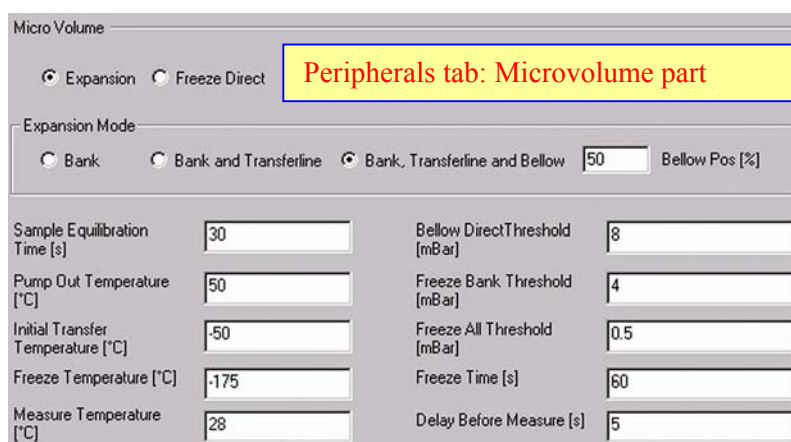 Micro Volume
Expansion Freeze Direct
Peripherals tab: Microvolume part
Expansion Mode
Bank Bank and Transferline Bank, Transferline and Bellow 50 Bellow Pos [%]
Sample Equilibration Time [s] 30
Bellow DirectThreshold [mBar] 8
Pump Out Temperature [°C] 50
Freeze Bank Threshold [mBar] 4
Initial Transfer Temperature [°C] -50
Freeze All Threshold [mBar] 0.5
Freeze Temperature [°C] -175
Freeze Time [s] 60
Measure Temperature [°C] 28
Delay Before Measure [s] 5